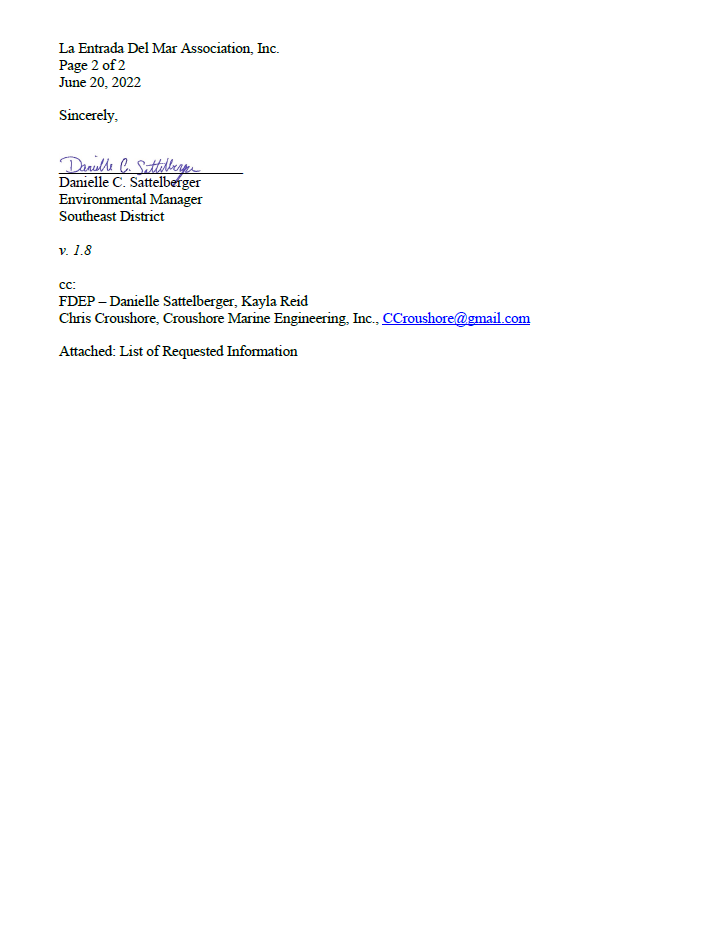 La Entrada Del Mar Association, Inc.
Page 2 of 2
June 20, 2022
Sincerely,
Danielle C. Sattelberger
Danielle C. Sattelberger
Environmental Manager
Southeast District
v. 1.8
cc:
FDEP – Danielle Sattelberger, Kayla Reid
Chris Croushore, Croushore Marine Engineering, Inc., CCroushore@gmail.com
Attached: List of Requested Information